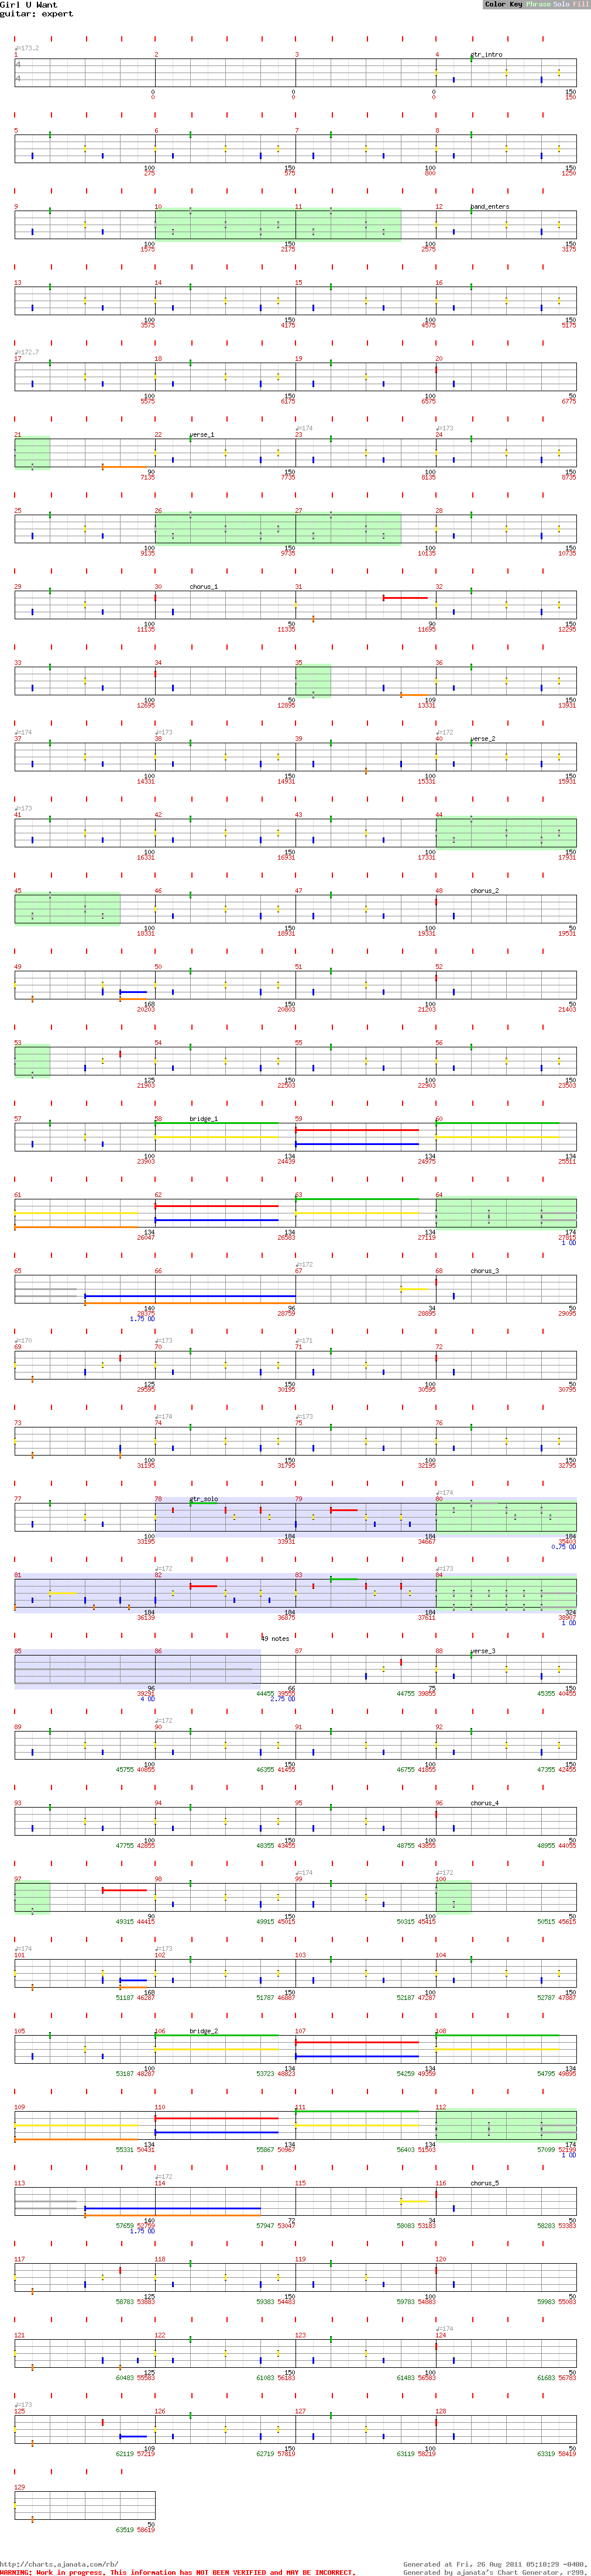 Girl U Want
guitar: expert
Color Key Phrase Solo Fill
♩=173.2
1 2 3 4 gtr_intro
4
4
0 0 0 150
0 0 0 150
5 6 7 8
100 150 100 150
275 575 800 1250
9 10 11 12 band_enters
100 150 100 150
1575 2175 2575 3175
13 14 15 16
100 150 100 150
3575 4175 4575 5175
♩=172.7
17 18 19 20
100 150 100 50
5575 6175 6575 6775
♩=174 ♩=173
21 22 verse_1 23 24
90 150 100 150
7135 7735 8135 8735
25 26 27 28
100 150 100 150
9135 9735 10135 10735
29 30 chorus_1 31 32
100 50 90 150
11135 11335 11695 12295
33 34 35 36
100 50 109 150
12695 12895 13331 13931
♩=174 ♩=173 ♩=172
37 38 39 40 verse_2
100 150 100 150
14331 14931 15331 15931
♩=173
41 42 43 44
100 150 100 150
16331 16931 17331 17931
45 46 47 48 chorus_2
100 150 100 50
18331 18931 19331 19531
49 50 51 52
168 150 100 50
20203 20803 21203 21403
53 54 55 56
125 150 100 150
21903 22503 22903 23503
57 58 bridge_1 59 60
100 134 134 134
23903 24439 24975 25511
61 62 63 64
134 134 134 174
26047 26583 27119 27815
1 OD
♩=172
65 66 67 68 chorus_3
140 96 34 50
28375 28759 28895 29095
1.75 OD
♩=170 ♩=173 ♩=171
69 70 71 72
125 150 100 50
29595 30195 30595 30795
♩=174 ♩=173
73 74 75 76
100 150 100 150
31195 31795 32195 32795
♩=174
77 78 gtr_solo 79 80
100 184 184 184
33195 33931 34667 35403
0.75 OD
♩=172 ♩=173
81 82 83 84
184 184 184 324
36139 36875 37611 38907
1 OD
49 notes
85 86 87 88 verse_3
96 66 75 150
39291 44455 39555 44755 39855 45355 40455
4 OD 2.75 OD
♩=172
89 90 91 92
100 150 100 150
45755 40855 46355 41455 46755 41855 47355 42455
93 94 95 96 chorus_4
100 150 100 50
47755 42855 48355 43455 48755 43855 48955 44055
♩=174 ♩=172
97 98 99 100
90 150 100 50
49315 44415 49915 45015 50315 45415 50515 45615
♩=174 ♩=173
101 102 103 104
168 150 100 150
51187 46287 51787 46887 52187 47287 52787 47887
105 106 bridge_2 107 108
100 134 134 134
53187 48287 53723 48823 54259 49359 54795 49895
109 110 111 112
134 134 134 174
55331 50431 55867 50967 56403 51503 57099 52199
1 OD
♩=172
113 114 115 116 chorus_5
140 72 34 50
57659 52759 57947 53047 58083 53183 58283 53383
1.75 OD
117 118 119 120
125 150 100 50
58783 53883 59383 54483 59783 54883 59983 55083
♩=174
121 122 123 124
125 150 100 50
60483 55583 61083 56183 61483 56583 61683 56783
♩=173
125 126 127 128
109 150 100 50
62119 57219 62719 57819 63119 58219 63319 58419
129
50
63519 58619
http://charts.ajanata.com/rb/
Generated at Fri, 26 Aug 2011 05:10:29 -0400.
WARNING: Work in progress. This information has NOT BEEN VERIFIED and MAY BE INCORRECT.
Generated by ajanata's Chart Generator, r299.